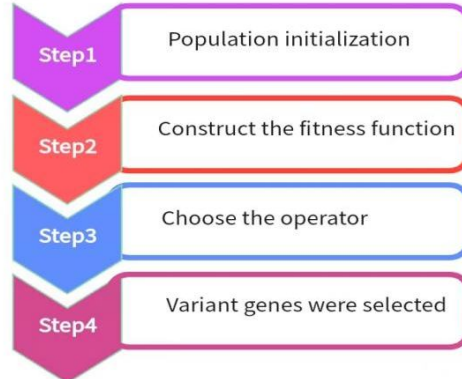 Step1
Population initialization
Step2
Construct the fitness function
Step3
Choose the operator
Step4
Variant genes were selected